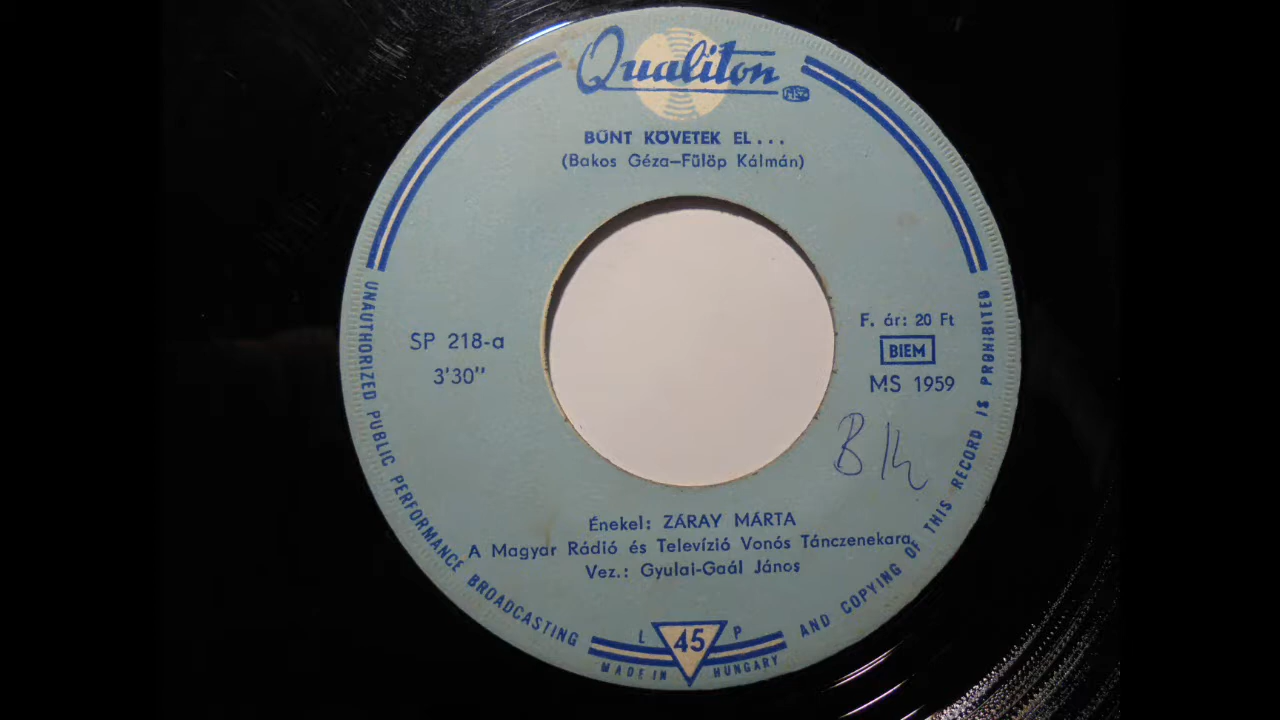 Qualiton
BŰNT KÖVETEK EL...
(Bakos Géza—Fülöp Kálmán)
SP 218-a
3'30''
F. ár: 20 Ft
BIEM
MS 1959
Énekel: ZÁRAY MÁRTA
A Magyar Rádió és Televízió Vonós Tánczenekara,
Vez.: Gyulai-Gaál János
UNAUTHORIZED PUBLIC PERFORMANCE BROADCASTING AND COPYING OF THIS RECORD IS PROHIBITED
L 45 P
MADE IN HUNGARY